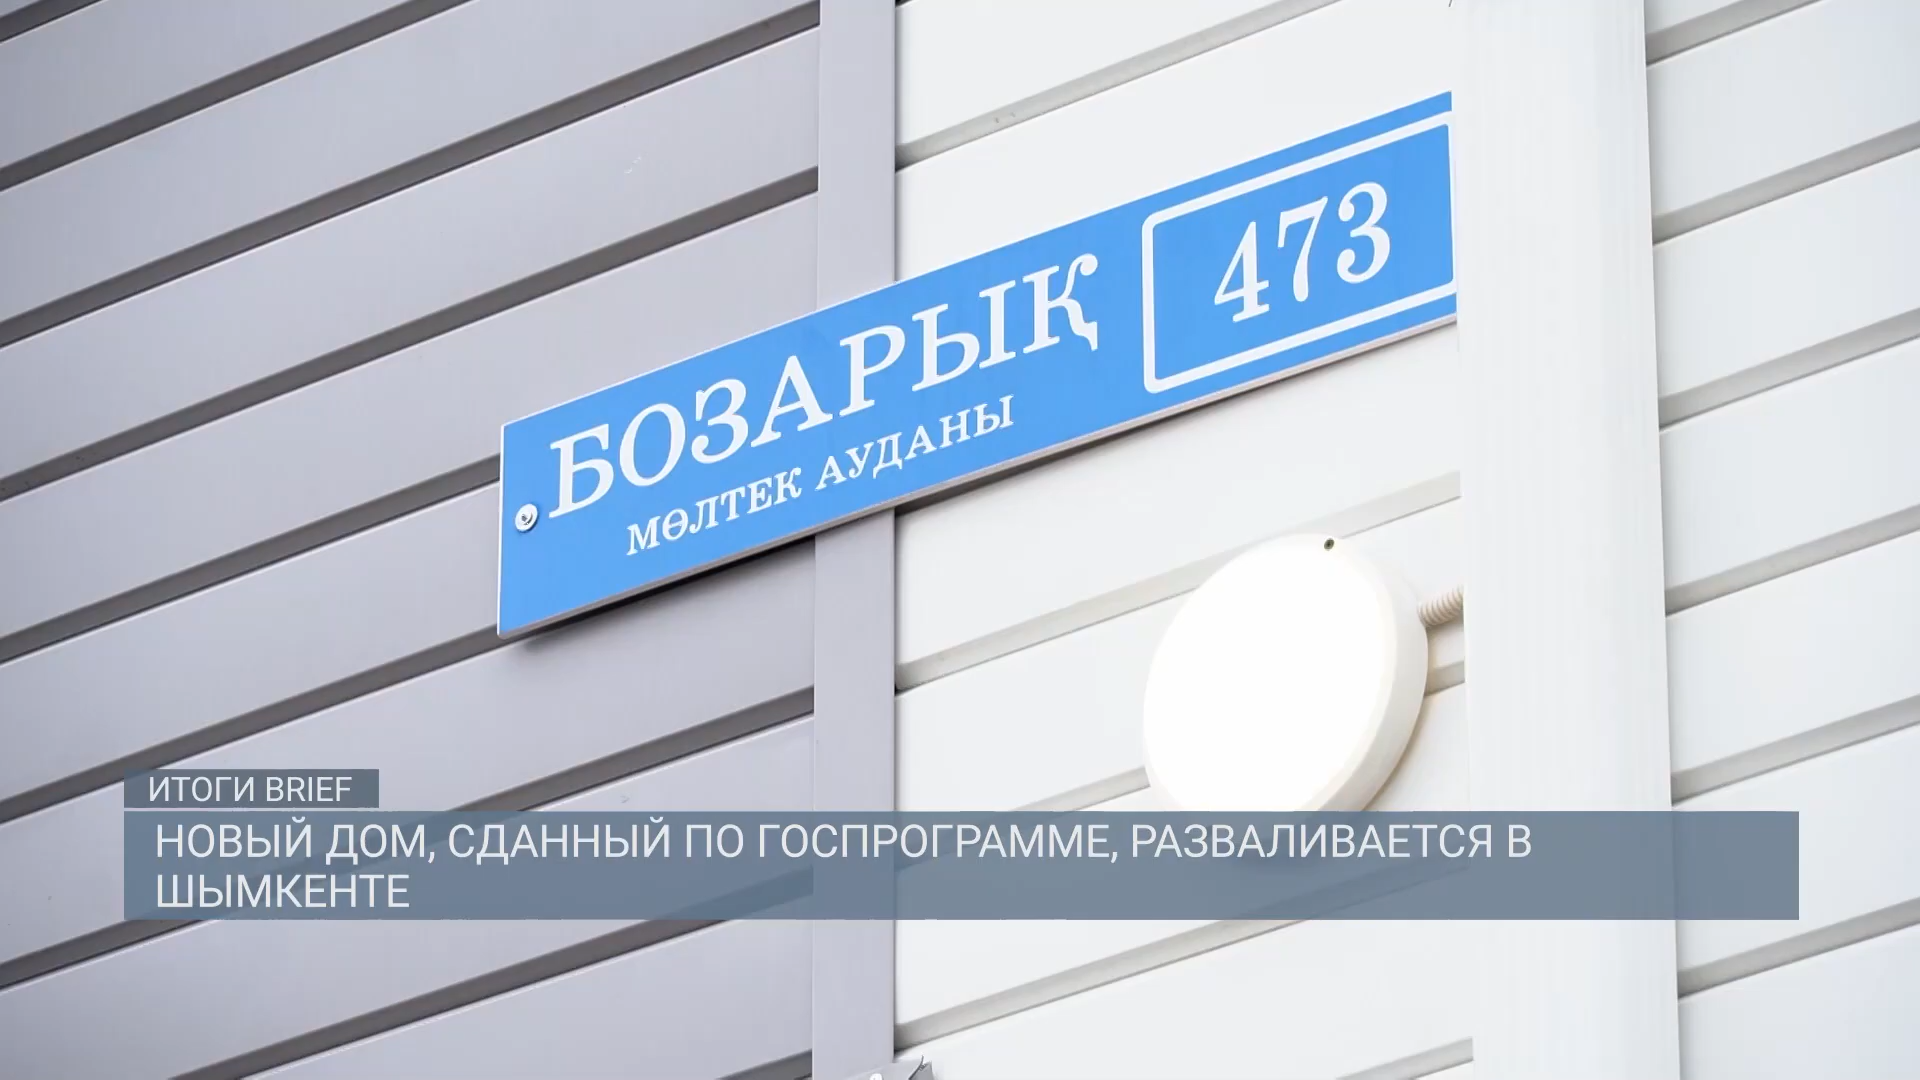 БОЗАРЫҚ
МӨЛТЕК АУДАНЫ
473
ИТОГИ BRIEF
НОВЫЙ ДОМ, СДАННЫЙ ПО ГОСПРОГРАММЕ, РАЗВАЛИВАЕТСЯ В
ШЫМКЕНТЕ